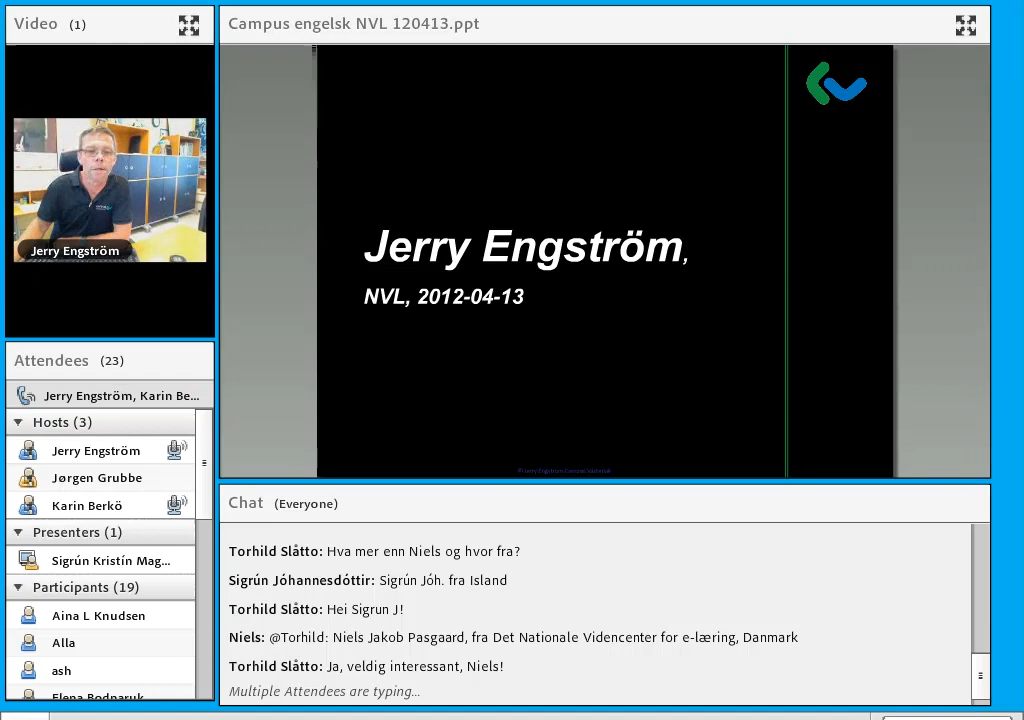 Video (1)
Jerry Engström
Attendees (23)
Jerry Engström, Karin Be...
Hosts (3)
Jerry Engström
Jørgen Grubbe
Karin Berkö
Presenters (1)
Sigrún Kristín Mag...
Participants (19)
Aina L Knudsen
Alla
ash
Elena Bodnaruk
Campus engelsk NVL 120413.ppt
Jerry Engström,
NVL, 2012-04-13
Chat (Everyone)
Torhild Slåtto: Hva mer enn Niels og hvor fra?
Sigrún Jóhannesdóttir: Sigrún Jóh. fra Island
Torhild Slåtto: Hei Sigrun J!
Niels: @Torhild: Niels Jakob Pasgaard, fra Det Nationale Videncenter for e-læring, Danmark
Torhild Slåtto: Ja, veldig interessant, Niels!
Multiple Attendees are typing...